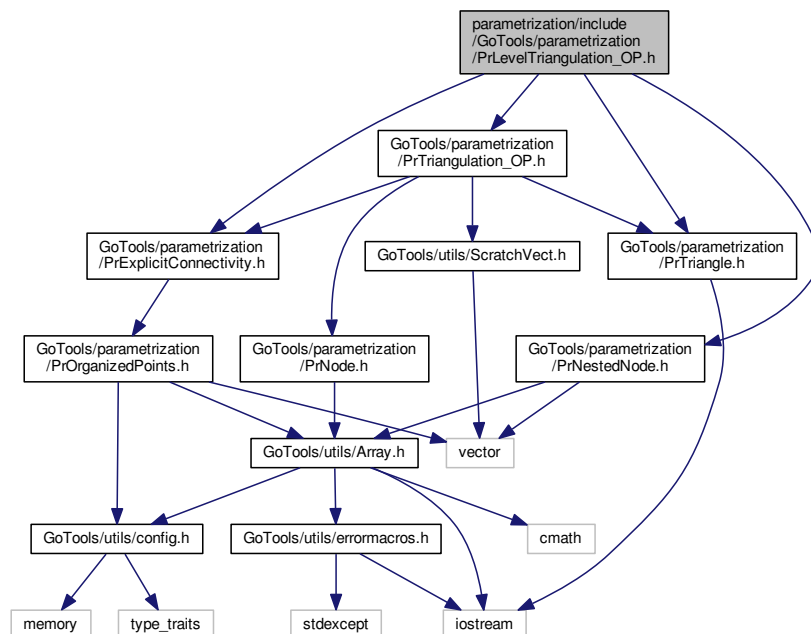 parametrization/include
/GoTools/parametrization
/PrLevelTriangulation_OP.h
GoTools/parametrization
/PrTriangulation_OP.h
GoTools/parametrization
/PrExplicitConnectivity.h
GoTools/utils/ScratchVect.h
GoTools/parametrization
/PrTriangle.h
GoTools/parametrization
/PrOrganizedPoints.h
GoTools/parametrization
/PrNode.h
GoTools/parametrization
/PrNestedNode.h
GoTools/utils/Array.h
vector
GoTools/utils/config.h
GoTools/utils/errormacros.h
cmath
memory
type_traits
stdexcept
iostream